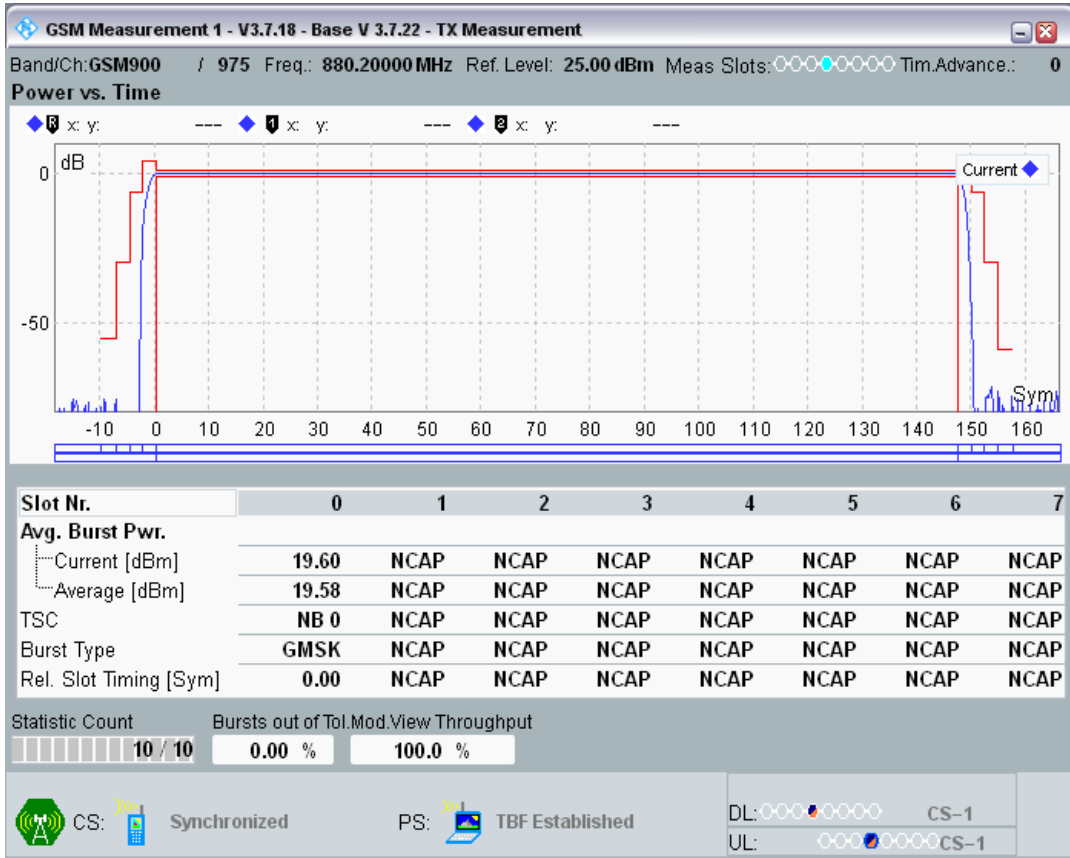 GSM Measurement 1 - V3.7.18 - Base V 3.7.22 - TX Measurement
Band/Ch:GSM900 / 975 Freq.: 880.20000 MHz Ref. Level: 25.00 dBm Meas Slots: Tim.Advance.: 0
Power vs. Time
R x: y: --- 1 x: y: --- 2 x: y: ---
dB
Current
0
-50
Sym
-10 0 10 20 30 40 50 60 70 80 90 100 110 120 130 140 150 160
Slot Nr. 0 1 2 3 4 5 6 7
Avg. Burst Pwr.
Current [dBm] 19.60 NCAP NCAP NCAP NCAP NCAP NCAP NCAP
Average [dBm] 19.58 NCAP NCAP NCAP NCAP NCAP NCAP NCAP
TSC NB 0 NCAP NCAP NCAP NCAP NCAP NCAP NCAP
Burst Type GMSK NCAP NCAP NCAP NCAP NCAP NCAP NCAP
Rel. Slot Timing [Sym] 0.00 NCAP NCAP NCAP NCAP NCAP NCAP NCAP
Statistic Count Bursts out of Tol.Mod.View Throughput
10 / 10 0.00 % 100.0 %
CS: Synchronized PS: TBF Established
DL: CS-1
UL: CS-1